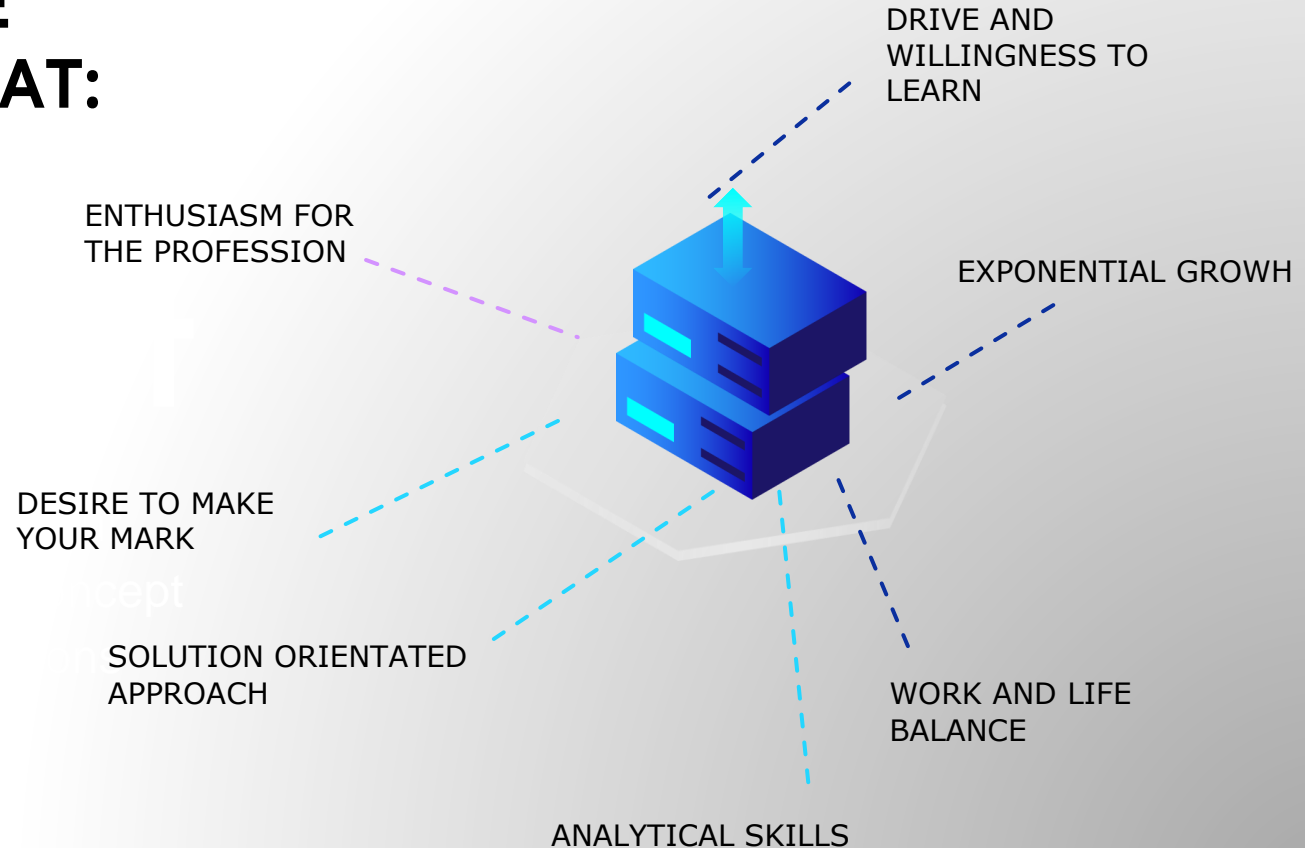 AT:
DRIVE AND
WILLINGNESS TO
LEARN
ENTHUSIASM FOR
THE PROFESSION
EXPONENTIAL GROWH
DESIRE TO MAKE
YOUR MARK
SOLUTION ORIENTATED
APPROACH
WORK AND LIFE
BALANCE
ANALYTICAL SKILLS